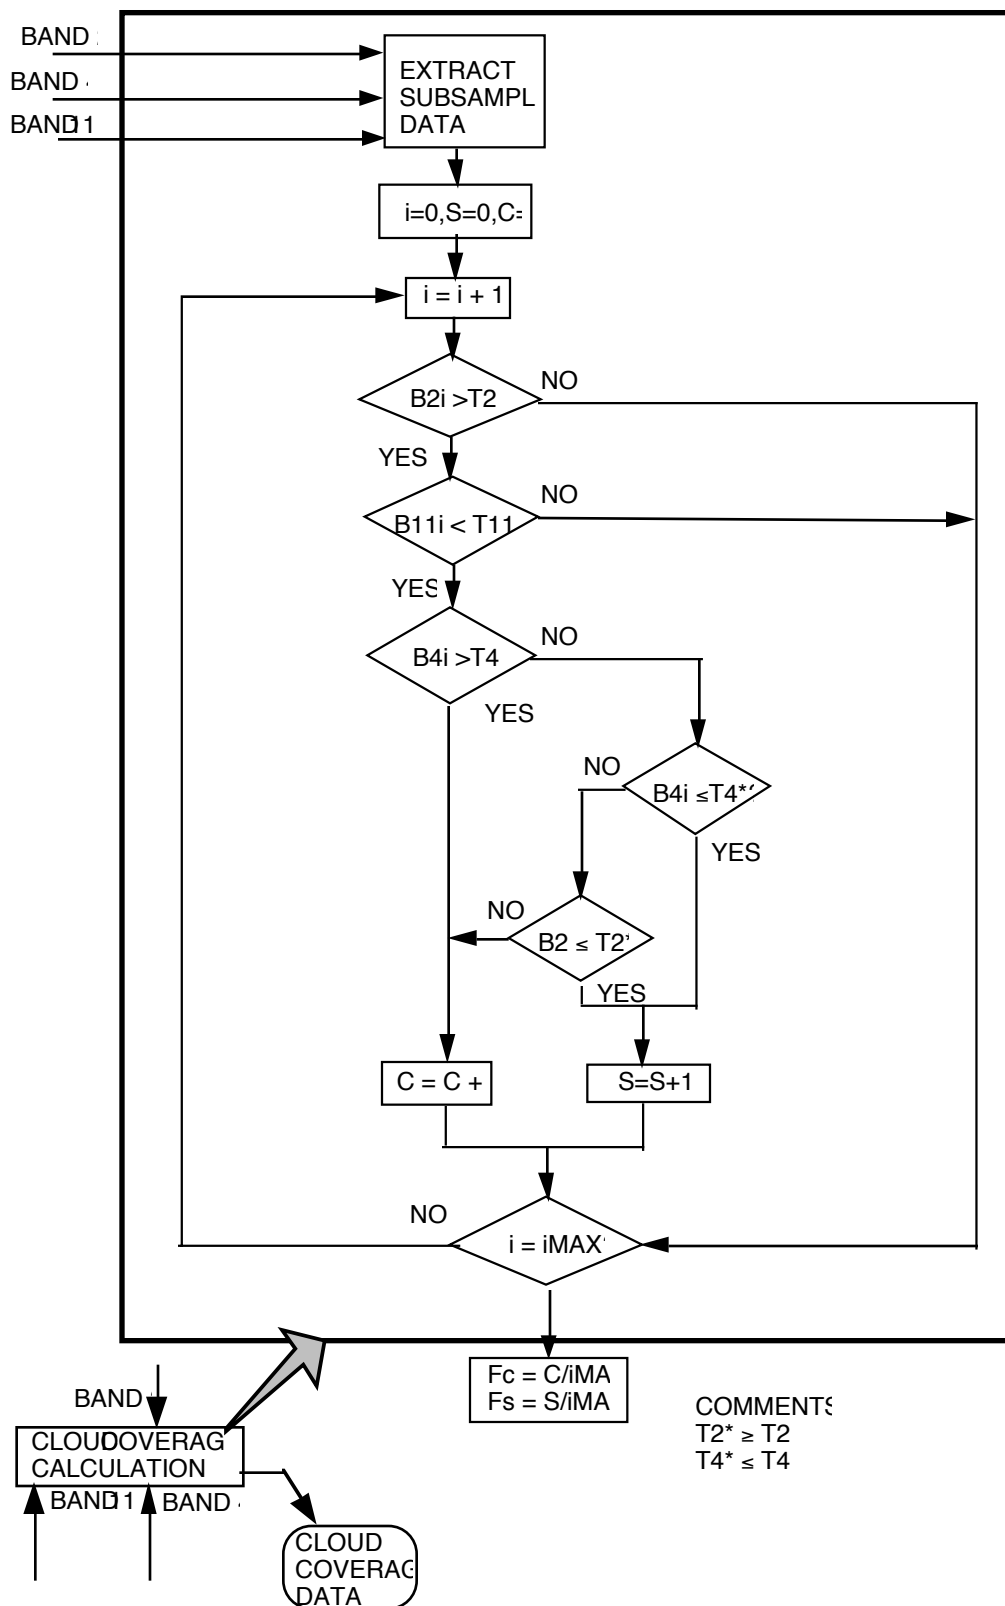 BAND
BAND
BAND11
EXTRACT
SUBSAMPL
DATA
i=0,S=0,C=
i = i + 1
B2i >T2
NO
YES
B11i < T11
NO
YES
B4i >T4
NO
YES
B4i ≤T4*
NO
YES
B2 ≤ T2*
NO
YES
C = C +
S=S+1
i = iMAX
NO
Fc = C/iMA
Fs = S/iMA
COMMENTS
T2* ≥ T2
T4* ≤ T4
BAND
CLOUD COVERAG
CALCULATION
BAND11
BAND
CLOUD
COVERAG
DATA